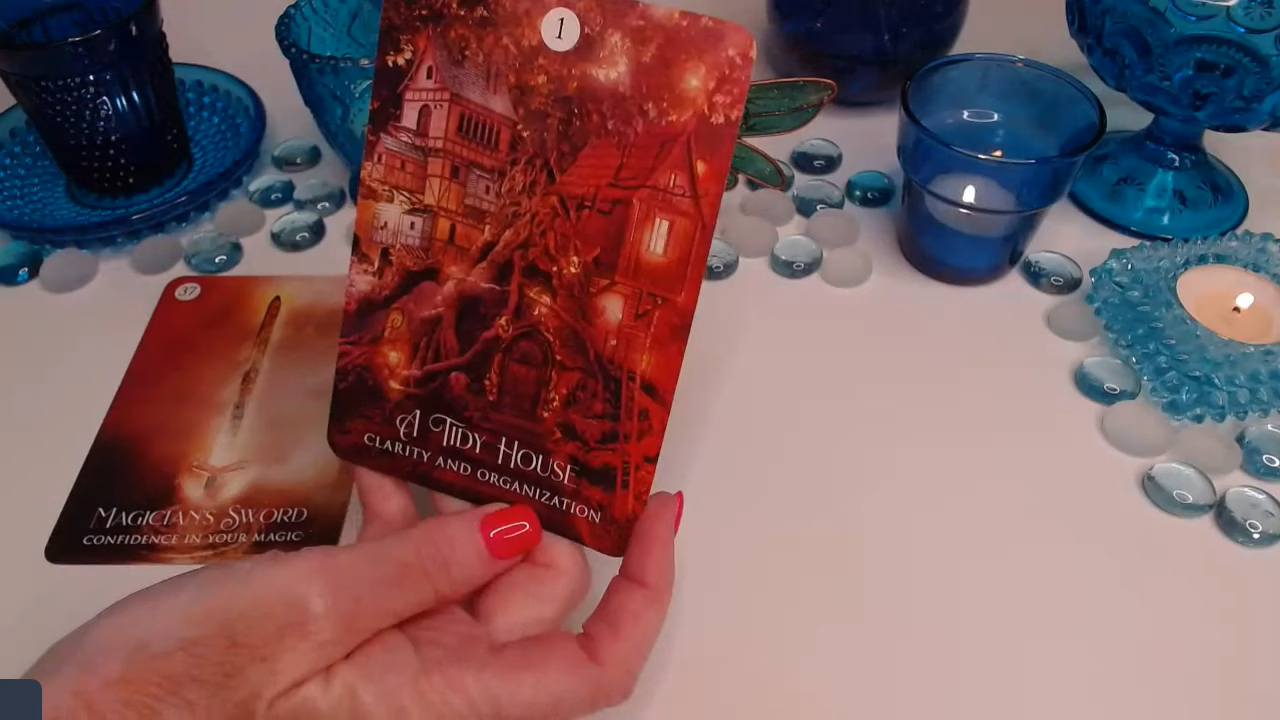 1
A TIDY HOUSE
CLARITY AND ORGANIZATION
37
MAGICIAN'S SWORD
CONFIDENCE IN YOUR MAGIC